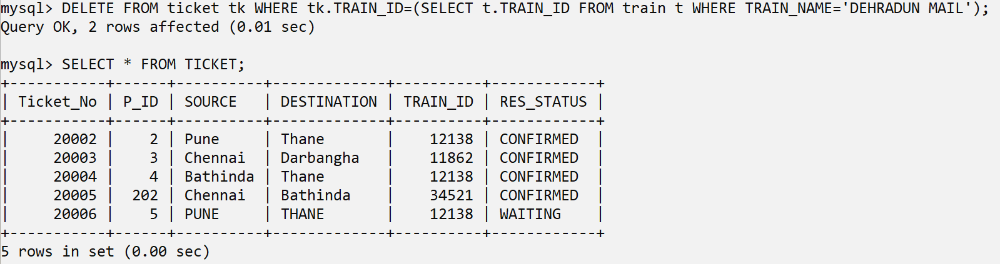 mysql> DELETE FROM ticket tk WHERE tk.TRAIN_ID=(SELECT t.TRAIN_ID FROM train t WHERE TRAIN_NAME='DEHRADUN MAIL');
Query OK, 2 rows affected (0.01 sec)

mysql> SELECT * FROM TICKET;
+-----------+------+----------+-------------+----------+------------+
| Ticket_No | P_ID | SOURCE   | DESTINATION | TRAIN_ID | RES_STATUS |
+-----------+------+----------+-------------+----------+------------+
|     20002 |    2 | Pune     | Thane       |    12138 | CONFIRMED  |
|     20003 |    3 | Chennai  | Darbangha   |    11862 | CONFIRMED  |
|     20004 |    4 | Bathinda | Thane       |    12138 | CONFIRMED  |
|     20005 |  202 | Chennai  | Bathinda    |    34521 | CONFIRMED  |
|     20006 |    5 | PUNE     | THANE       |    12138 | WAITING    |
+-----------+------+----------+-------------+----------+------------+
5 rows in set (0.00 sec)